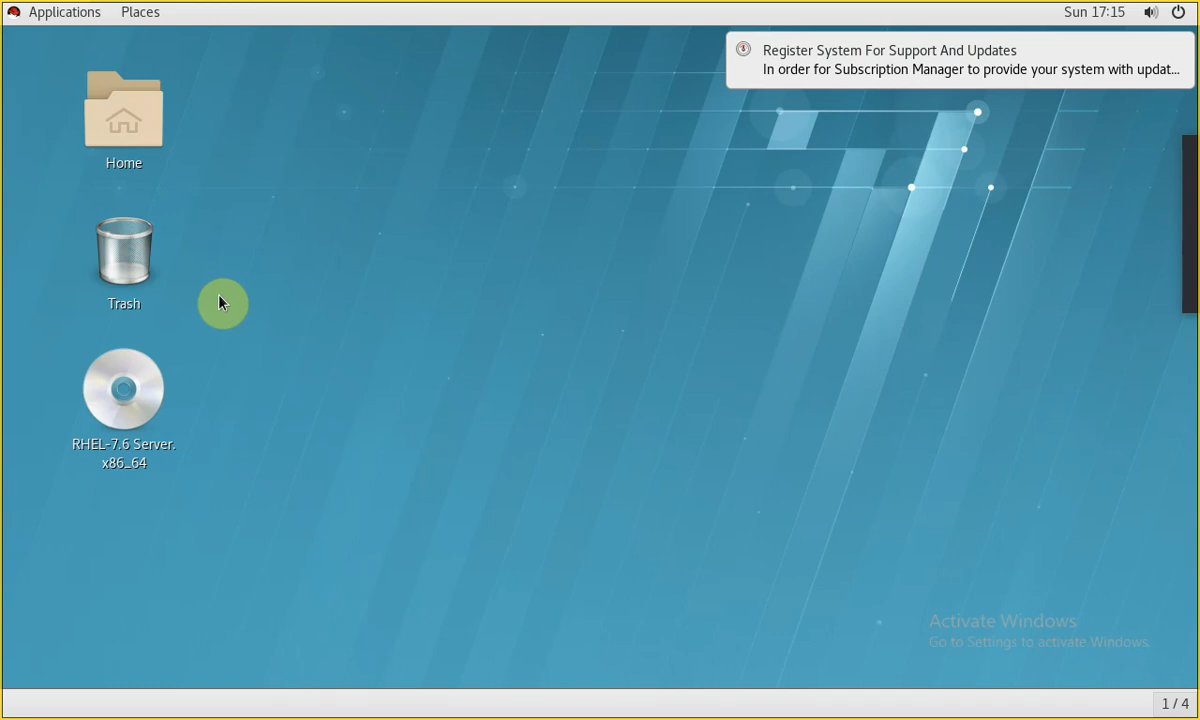 Applications Places Sun 17:15
Register System For Support And Updates
In order for Subscription Manager to provide your system with updat...
Home
Trash
RHEL-7.6 Server.
x86_64
Activate Windows
Go to Settings to activate Windows.
1 / 4